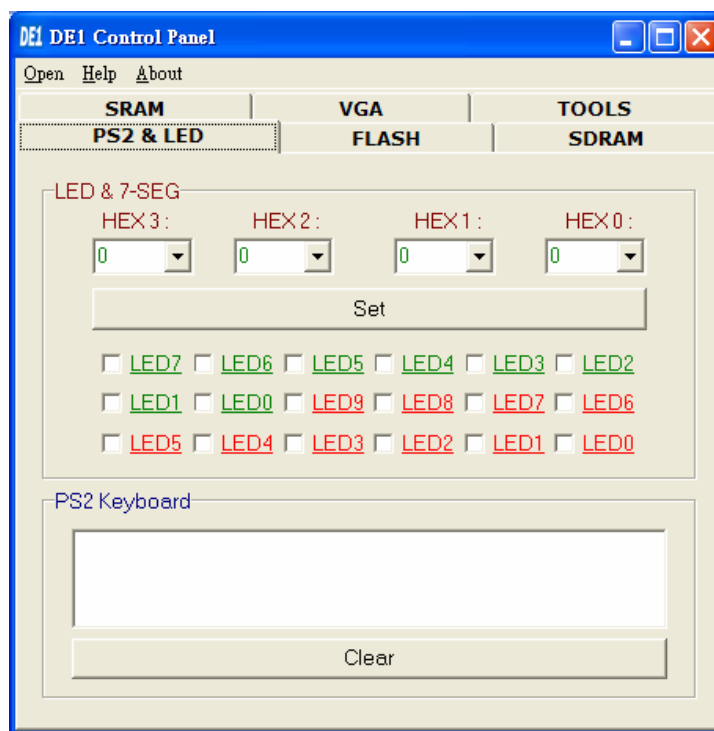 DE1 DE1 Control Panel
Open Help About
SRAM VGA TOOLS
PS2 & LED FLASH SDRAM
LED & 7-SEG
HEX 3 : HEX 2 : HEX 1 : HEX 0 :
0 0 0 0
Set
LED7 LED6 LED5 LED4 LED3 LED2
LED1 LED0 LED9 LED8 LED7 LED6
LED5 LED4 LED3 LED2 LED1 LED0
PS2 Keyboard
Clear